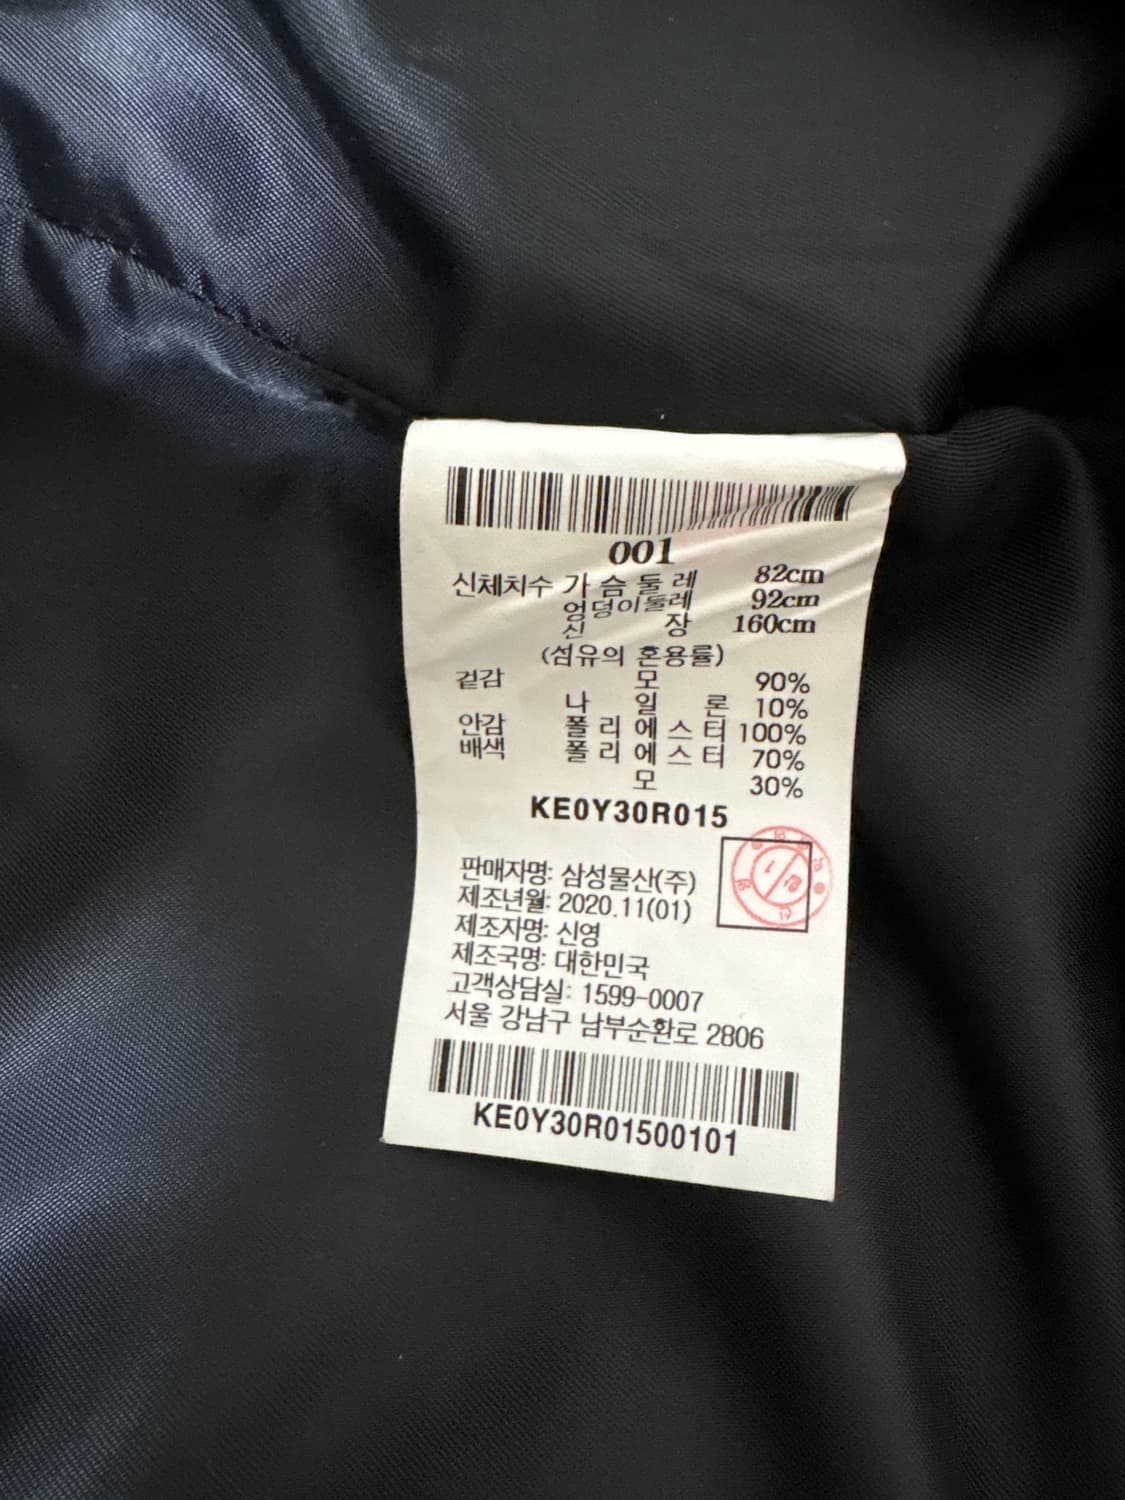 001
신체치수 가 슴 둘 레 82cm
엉덩이둘레 92cm
신 장 160cm
(섬유의 혼용률)
겉감 모 90%
나 일 론 10%
안감 폴 리 에 스 터 100%
배색 폴 리 에 스 터 70%
모 30%
KE0Y30R015
판매자명: 삼성물산(주)
제조년월: 2020.11(01)
제조자명: 신영
제조국명: 대한민국
고객상담실: 1599-0007
서울 강남구 남부순환로 2806
KE0Y30R01500101